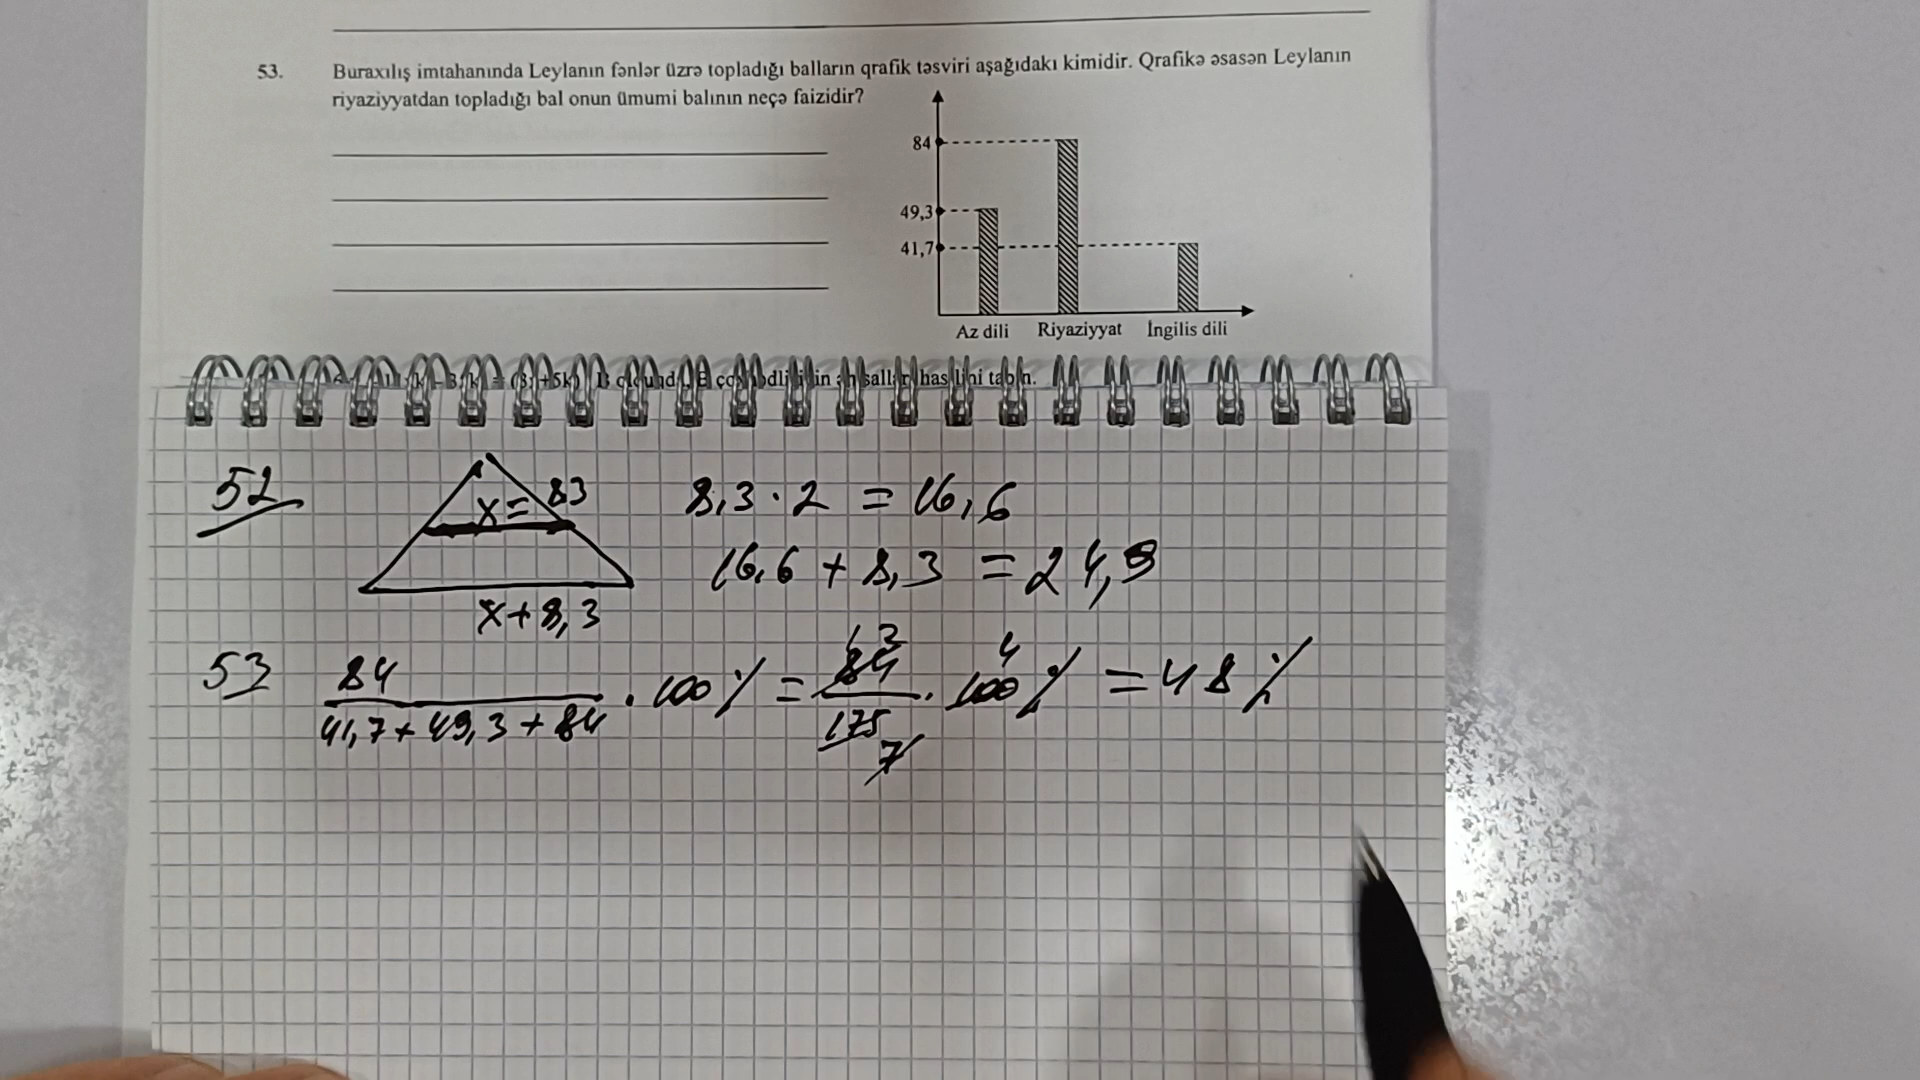 53. Buraxılış imtahanında Leylanın fənlər üzrə topladığı balların qrafik təsviri aşağıdakı kimidir. Qrafikə əsasən Leylanın
riyaziyyatdan topladığı bal onun ümumi balının neçə faizidir?
84
49,3
41,7
Az dili Riyaziyyat İngilis dili
tapın.
52
x = 8,3
x + 8,3
8,3 · 2 = 16,6
16,6 + 8,3 = 24,9
53
84 / 41,7 + 49,3 + 84 · 100 % = 84 / 175 · 100 % = 48 %
12
4
7